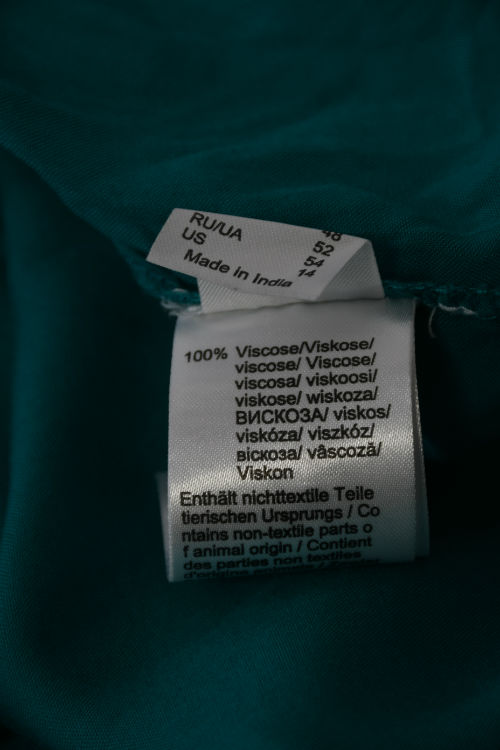 RU/UA 48
US 52
54
Made in India 14
100% Viscose/Viskose/
viscose/ Viscose/
viscosa/ viskoosi/
viskose/ wiskoza/
ВИСКОЗА/ viskos/
viskóza/ viszkóz/
віскоза/ vâscoză/
Viskon
Enthält nichttextile Teile
tierischen Ursprungs / Co
ntains non-textile parts o
f animal origin / Contient
des parties non textiles
d'origine animale /